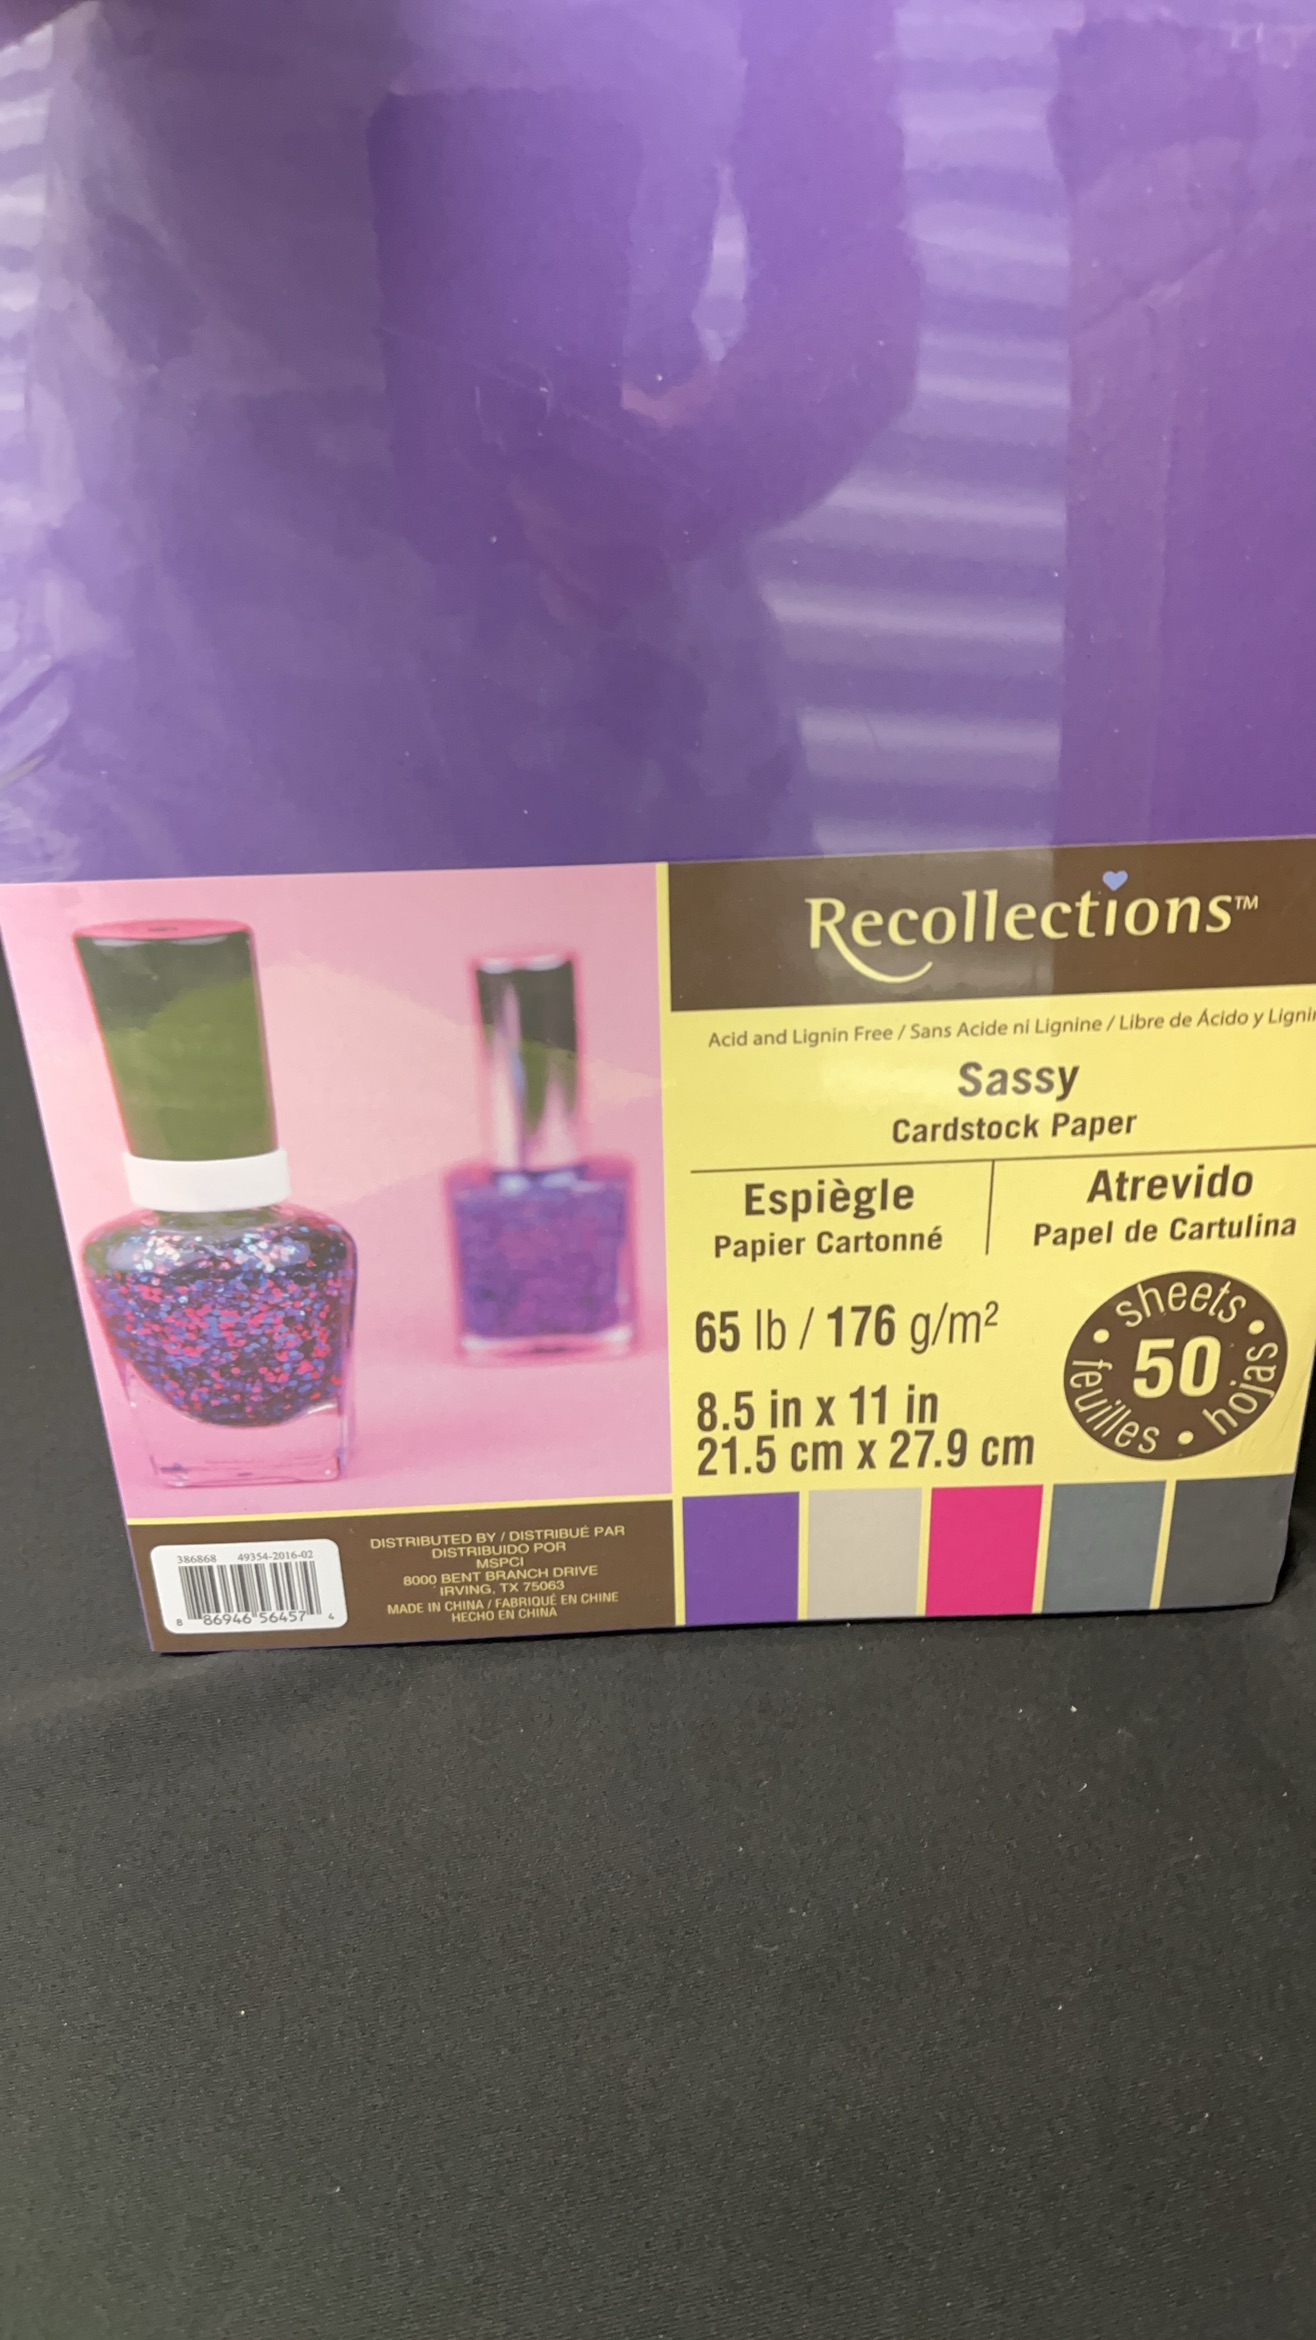 Recollections™
Acid and Lignin Free / Sans Acide ni Lignine / Libre de Ácido y
Sassy
Cardstock Paper
Espiègle
Papier Cartonné
Atrevido
Papel de Cartulina
65 lb / 176 g/m²
8.5 in x 11 in
21.5 cm x 27.9 cm
sheets
50
feuilles • hojas
DISTRIBUTED BY / DISTRIBUÉ PAR
DISTRIBUIDO POR
MSPCI
8000 BENT BRANCH DRIVE
IRVING, TX 75063
MADE IN CHINA / FABRIQUÉ EN CHINE
HECHO EN CHINA
386868 49354-2016-02
8 86946 56457 4